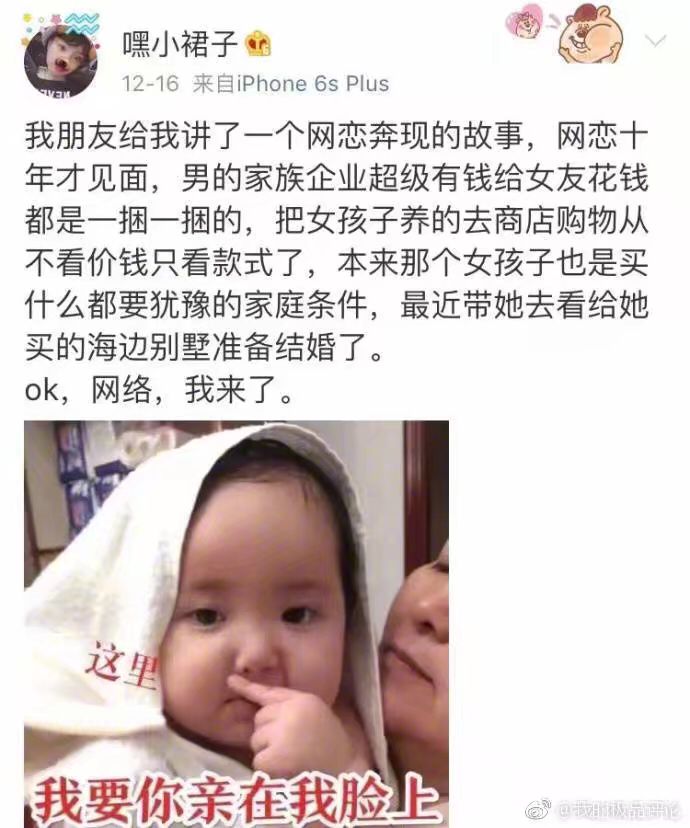 嘿小裙子
12-16 来自iPhone 6s Plus
我朋友给我讲了一个网恋奔现的故事，网恋十
年才见面，男的家族企业超级有钱给女友花钱
都是一捆一捆的，把女孩子养的去商店购物从
不看价钱只看款式了，本来那个女孩子也是买
什么都要犹豫的家庭条件，最近带她去看给她
买的海边别墅准备结婚了。
ok，网络，我来了。
这里
我要你亲在我脸上
@我的极品评论